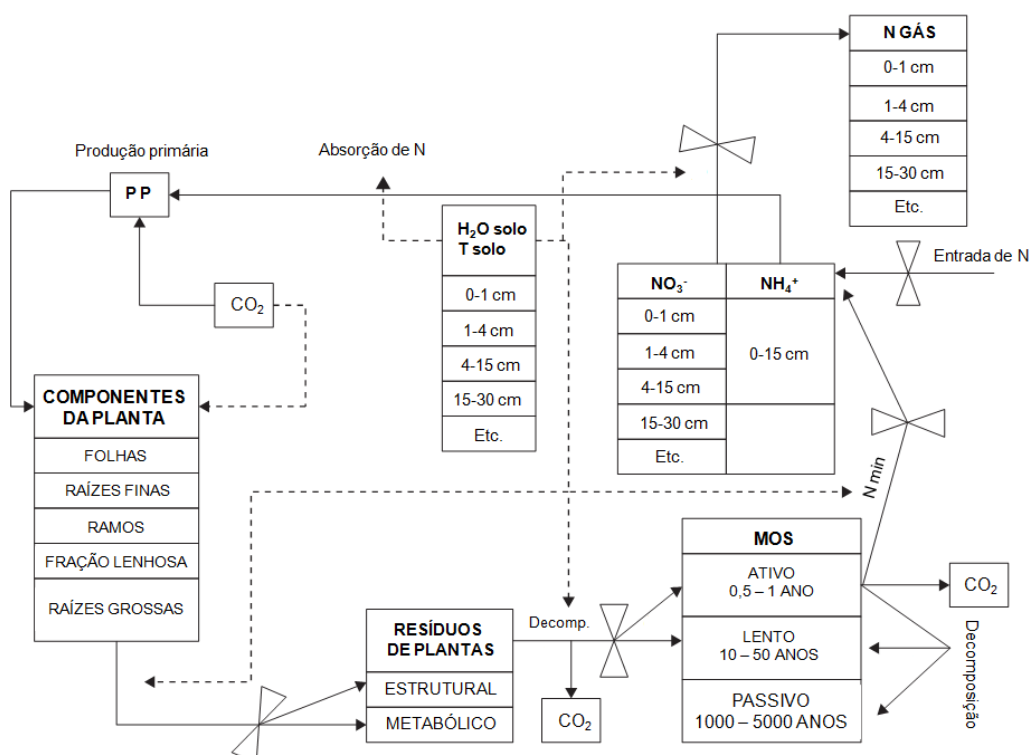 N GÁS
0-1 cm
1-4 cm
4-15 cm
15-30 cm
Etc.
Produção primária
Absorção de N
P P
H₂O solo
T solo
0-1 cm
1-4 cm
4-15 cm
15-30 cm
Etc.
Entrada de N
NO₃⁻
NH₄⁺
0-1 cm
1-4 cm
4-15 cm
15-30 cm
Etc.
0-15 cm
CO₂
COMPONENTES
DA PLANTA
FOLHAS
RAÍZES FINAS
RAMOS
FRAÇÃO LENHOSA
RAÍZES GROSSAS
N min
MOS
ATIVO
0,5 – 1 ANO
LENTO
10 – 50 ANOS
PASSIVO
1000 – 5000 ANOS
CO₂
Decomposição
Decomp.
RESÍDUOS
DE PLANTAS
ESTRUTURAL
METABÓLICO
CO₂